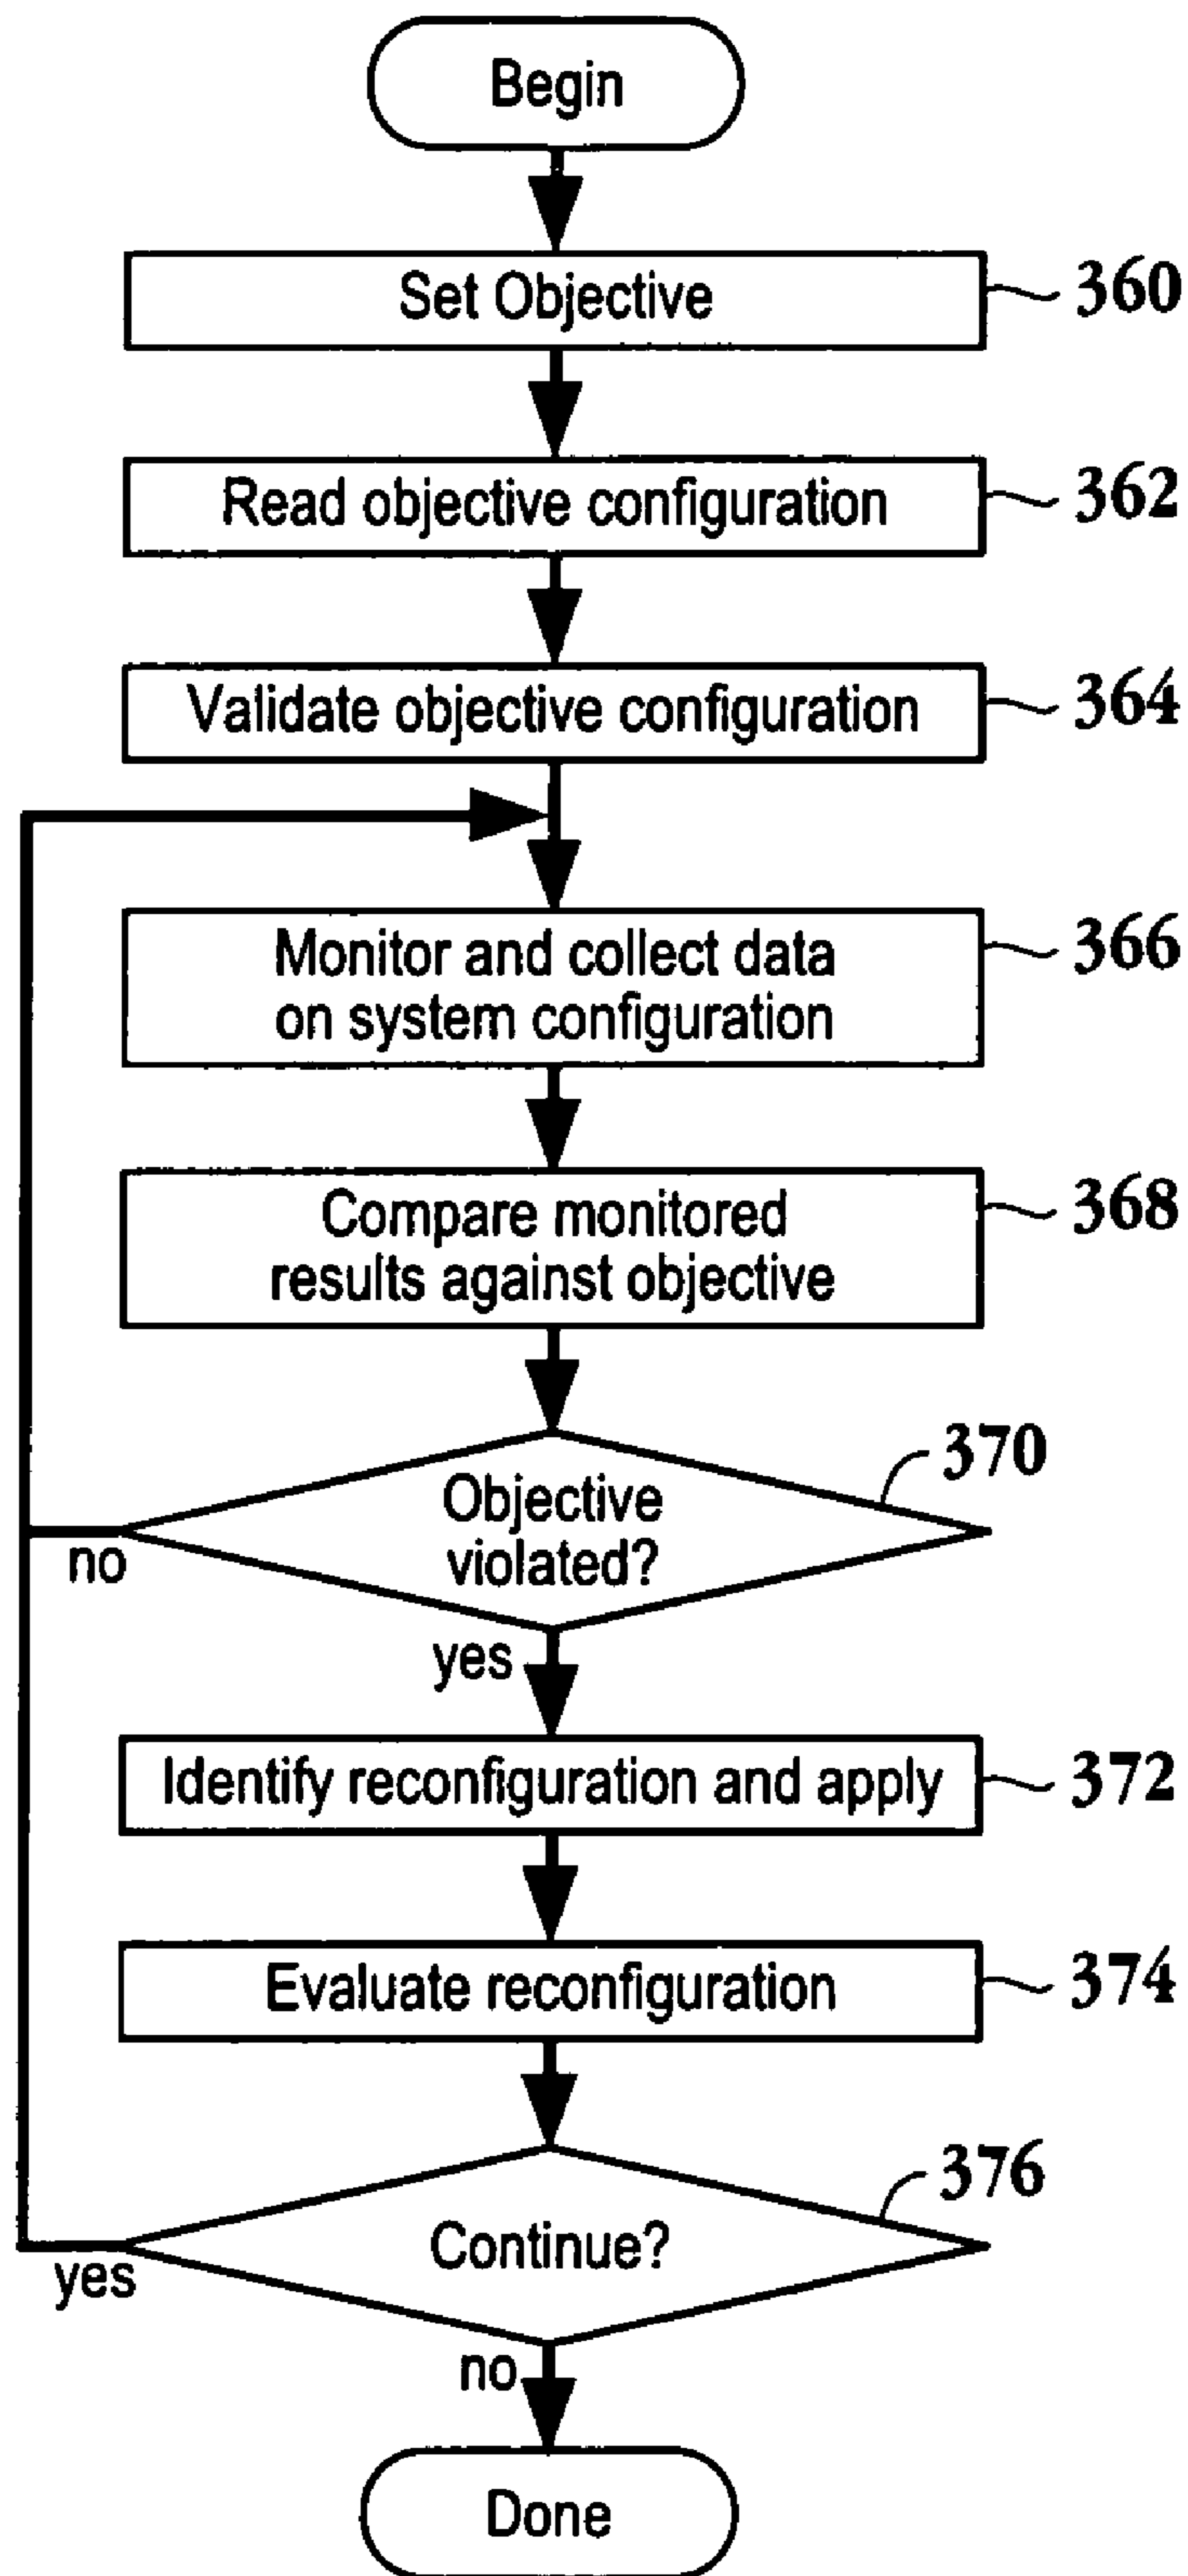 Begin
Set Objective
360
Read objective configuration
362
Validate objective configuration
364
Monitor and collect data
on system configuration
366
Compare monitored
results against objective
368
Objective
violated?
370
no
yes
Identify reconfiguration and apply
372
Evaluate reconfiguration
374
Continue?
376
yes
no
Done